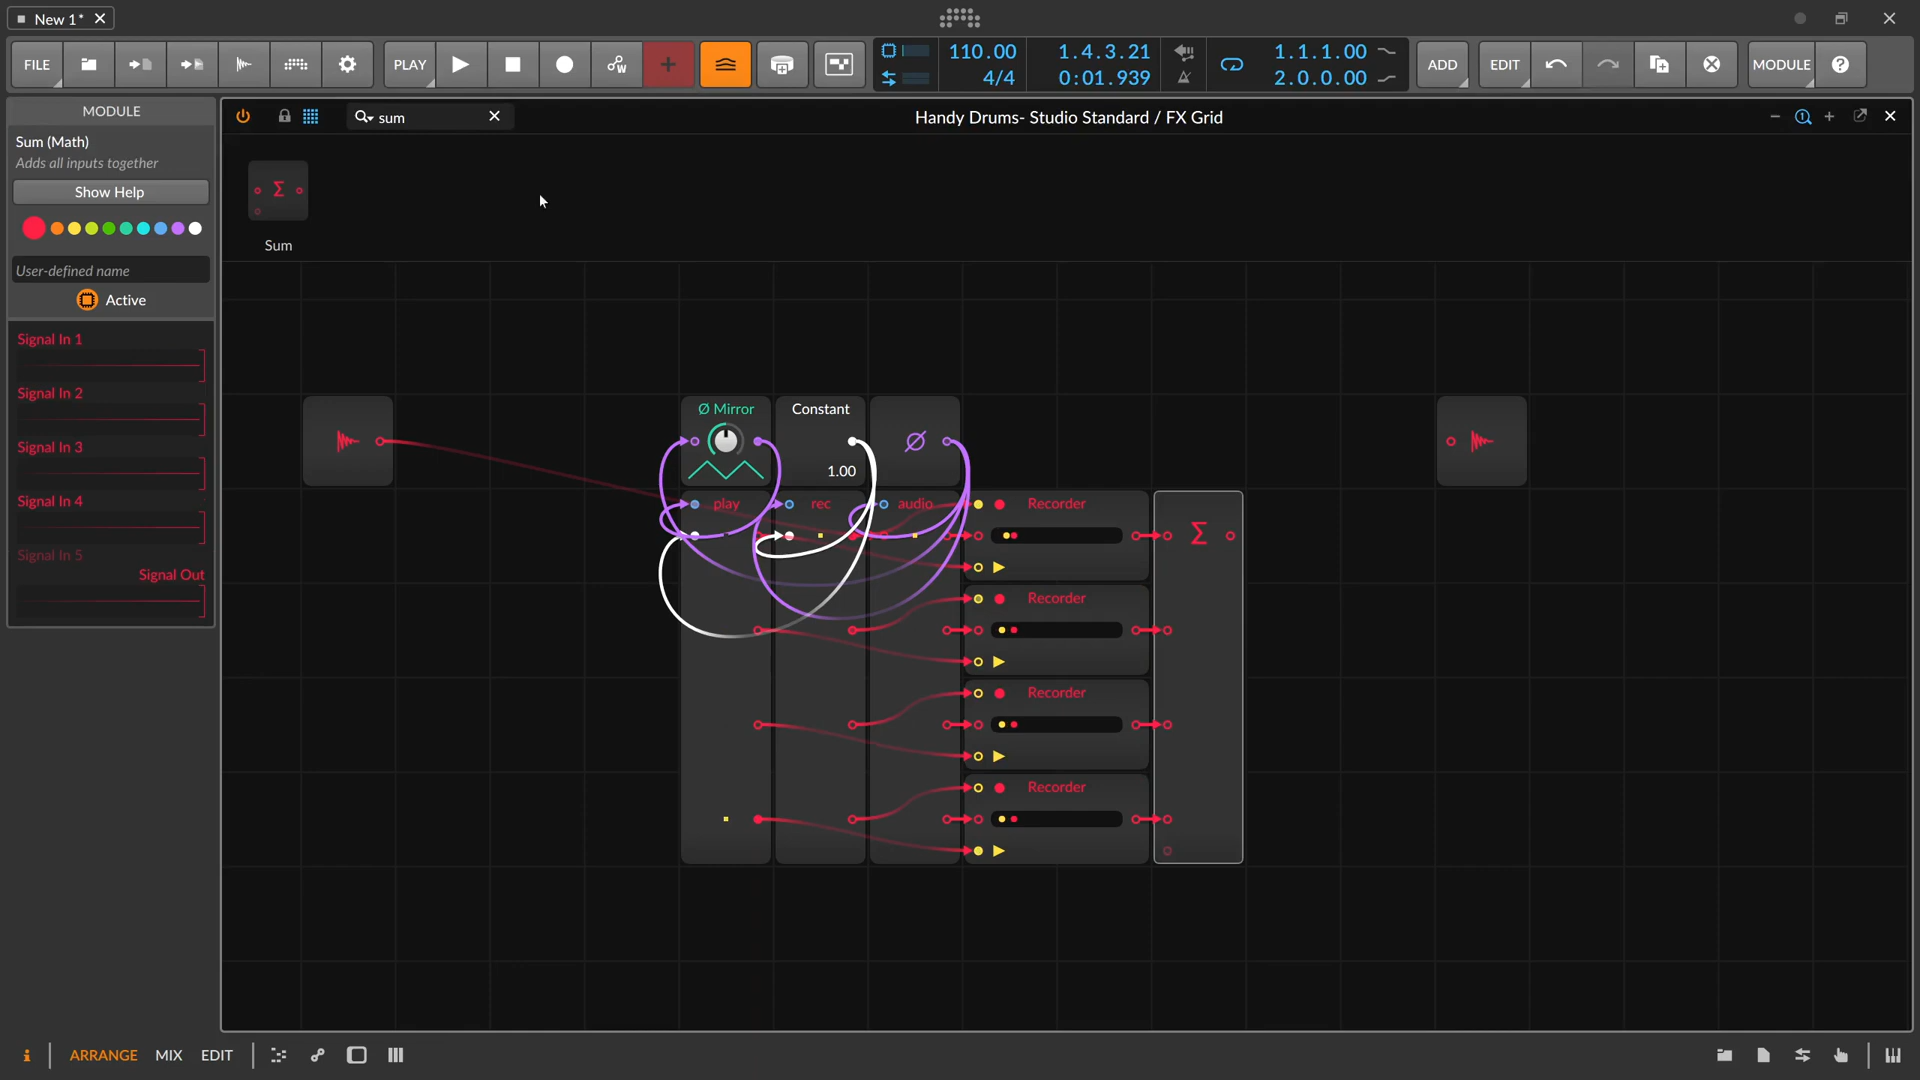 New 1*
FILE
PLAY
110.00
4/4
1.4.3.21
0:01.939
1.1.1.00
2.0.0.00
ADD
EDIT
MODULE
MODULE
Sum (Math)
Adds all inputs together
Show Help
User-defined name
Active
Signal In 1
Signal In 2
Signal In 3
Signal In 4
Signal In 5
Signal Out
sum
Handy Drums- Studio Standard / FX Grid
Σ
Sum
Ø Mirror
Constant
1.00
play
rec
audio
Recorder
Σ
Recorder
Recorder
Recorder
i
ARRANGE
MIX
EDIT